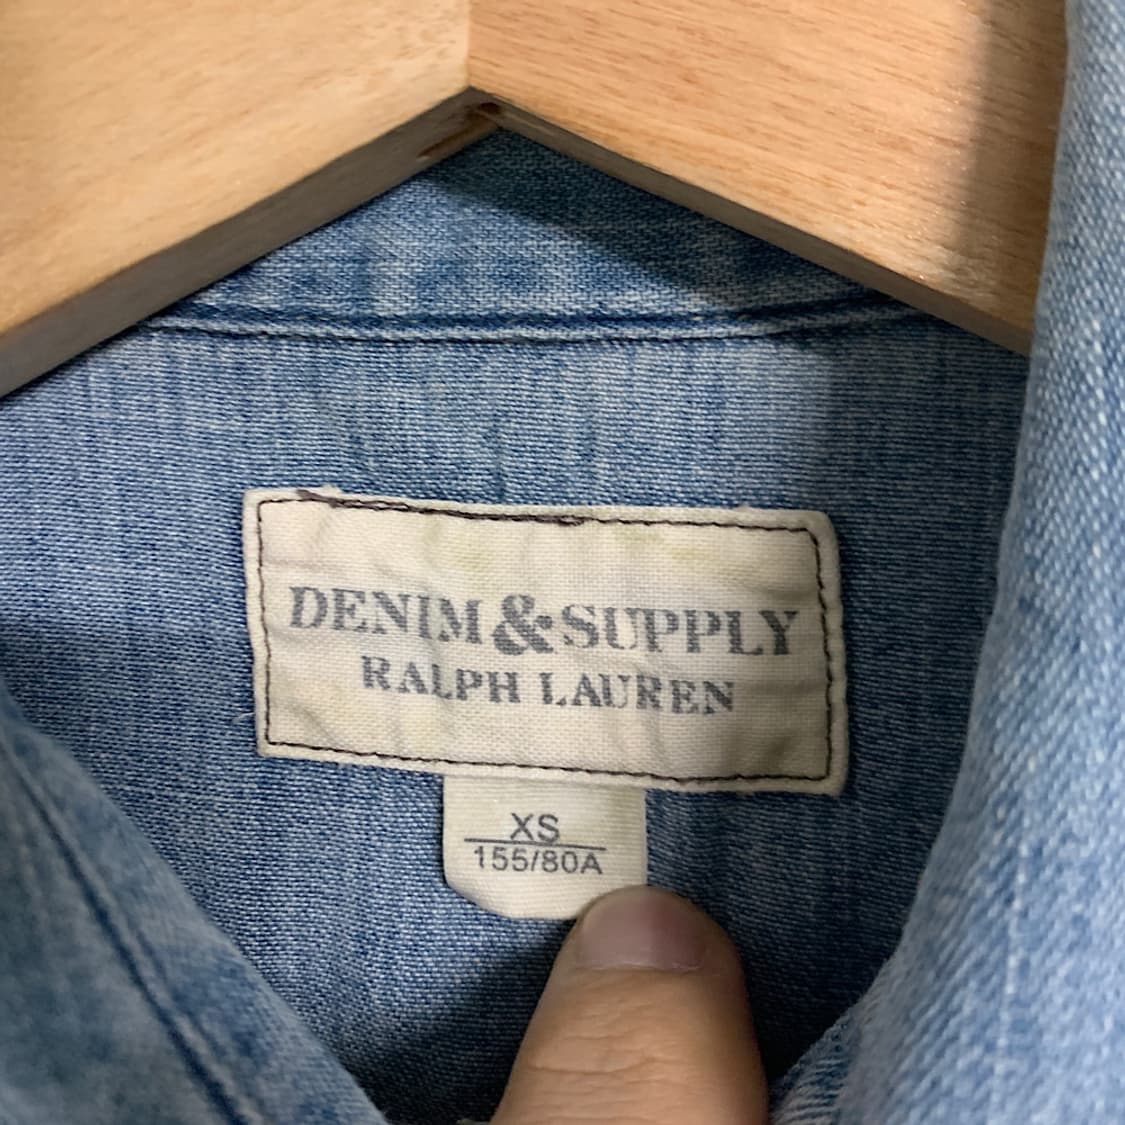 DENIM & SUPPLY
RALPH LAUREN
XS
155/80A